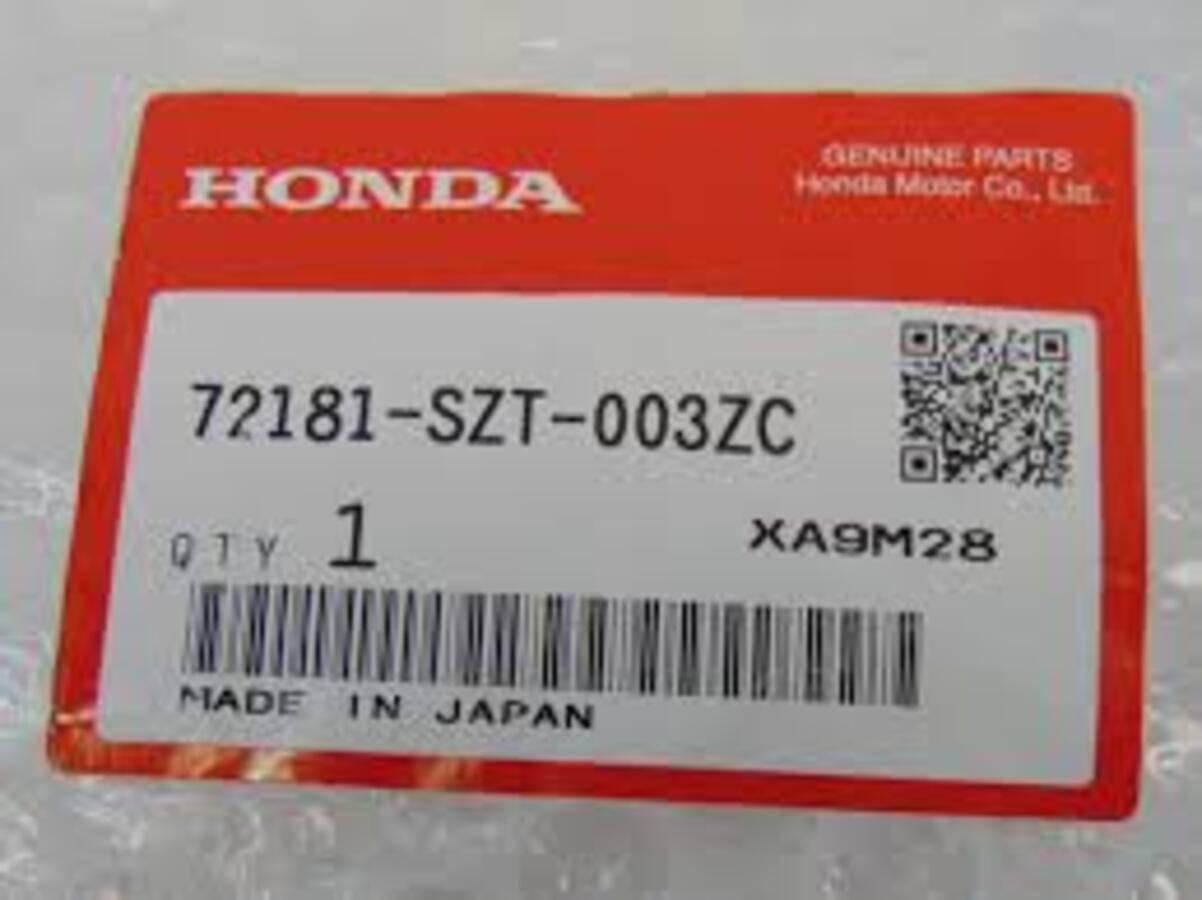 HONDA
GENUINE PARTS
Honda Motor Co., Ltd.
72181-SZT-003ZC
QTY 1
XA9M28
MADE IN JAPAN